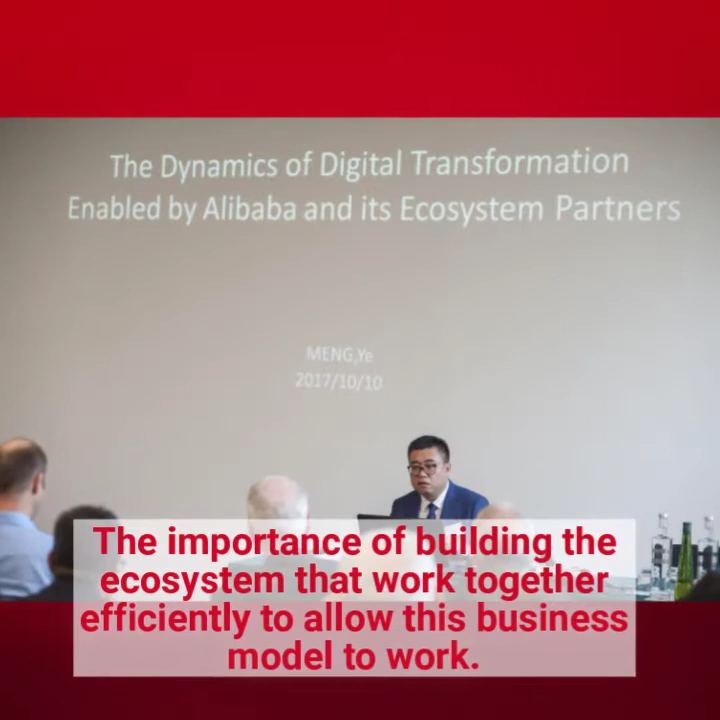 The Dynamics of Digital Transformation
Enabled by Alibaba and its Ecosystem Partners
MENG,Ye
2017/10/10
The importance of building the
ecosystem that work together
efficiently to allow this business
model to work.